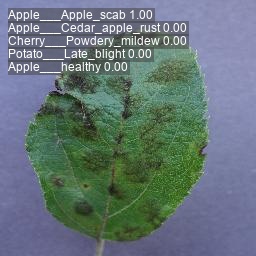 Apple___Apple_scab 1.00
Apple___Cedar_apple_rust 0.00
Cherry___Powdery_mildew 0.00
Potato___Late_blight 0.00
Apple___healthy 0.00